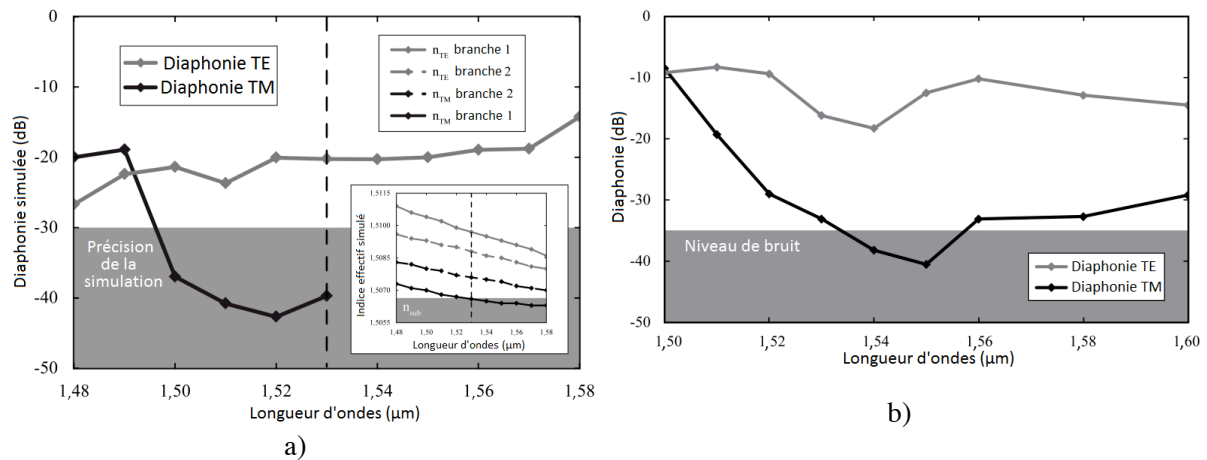 0
-10
-20
-30
-40
-50
Diaphonie simulée (dB)
Diaphonie TE
Diaphonie TM
n_TE branche 1
n_TE branche 2
n_TM branche 2
n_TM branche 1
Précision
de la
simulation
1,5115
1,5100
1,5085
1,5070
1,5055
Indice effectif simulé
n_sub
1,48
1,50
1,52
1,54
1,56
1,58
Longueur d'ondes (µm)
1,48
1,50
1,52
1,54
1,56
1,58
Longueur d'ondes (µm)
a)
0
-10
-20
-30
-40
-50
Diaphonie (dB)
Niveau de bruit
Diaphonie TE
Diaphonie TM
1,50
1,52
1,54
1,56
1,58
1,60
Longueur d'ondes (µm)
b)